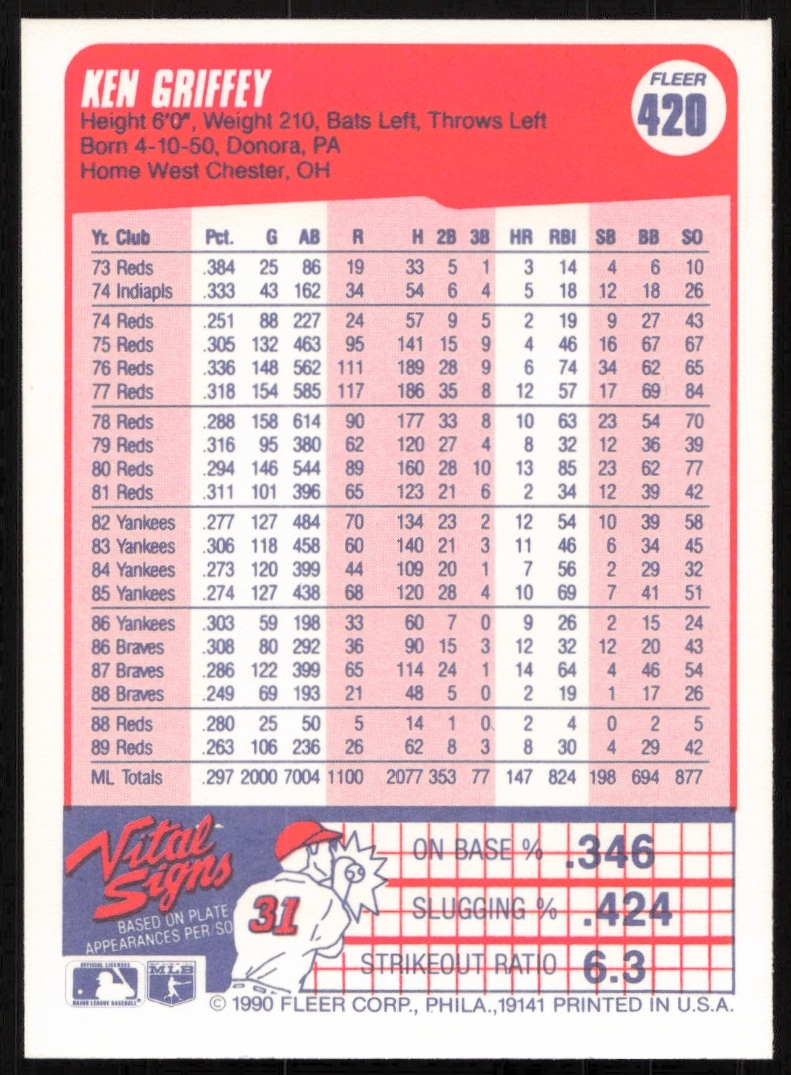 KEN GRIFFEY
FLEER
420
Height 6'0", Weight 210, Bats Left, Throws Left
Born 4-10-50, Donora, PA
Home West Chester, OH
Yr. Club Pct. G AB R H 2B 3B HR RBI SB BB SO
73 Reds .384 25 86 19 33 5 1 3 14 4 6 10
74 Indiapls .333 43 162 34 54 6 4 5 18 12 18 26
74 Reds .251 88 227 24 57 9 5 2 19 9 27 43
75 Reds .305 132 463 95 141 15 9 4 46 16 67 67
76 Reds .336 148 562 111 189 28 9 6 74 34 62 65
77 Reds .318 154 585 117 186 35 8 12 57 17 69 84
78 Reds .288 158 614 90 177 33 8 10 63 23 54 70
79 Reds .316 95 380 62 120 27 4 8 32 12 36 39
80 Reds .294 146 544 89 160 28 10 13 85 23 62 77
81 Reds .311 101 396 65 123 21 6 2 34 12 39 42
82 Yankees .277 127 484 70 134 23 2 12 54 10 39 58
83 Yankees .306 118 458 60 140 21 3 11 46 6 34 45
84 Yankees .273 120 399 44 109 20 1 7 56 2 29 32
85 Yankees .274 127 438 68 120 28 4 10 69 7 41 51
86 Yankees .303 59 198 33 60 7 0 9 26 2 15 24
86 Braves .308 80 292 36 90 15 3 12 32 12 20 43
87 Braves .286 122 399 65 114 24 1 14 64 4 46 54
88 Braves .249 69 193 21 48 5 0 2 19 1 17 26
88 Reds .280 25 50 5 14 1 0 2 4 0 2 5
89 Reds .263 106 236 26 62 8 3 8 30 4 29 42
ML Totals .297 2000 7004 1100 2077 353 77 147 824 198 694 877
Vital Signs
BASED ON PLATE
APPEARANCES PER/SO
31
ON BASE % .346
SLUGGING % .424
STRIKEOUT RATIO 6.3
OFFICIAL LICENSEE
MAJOR LEAGUE BASEBALL
MLB
© 1990 FLEER CORP., PHILA.,19141 PRINTED IN U.S.A.